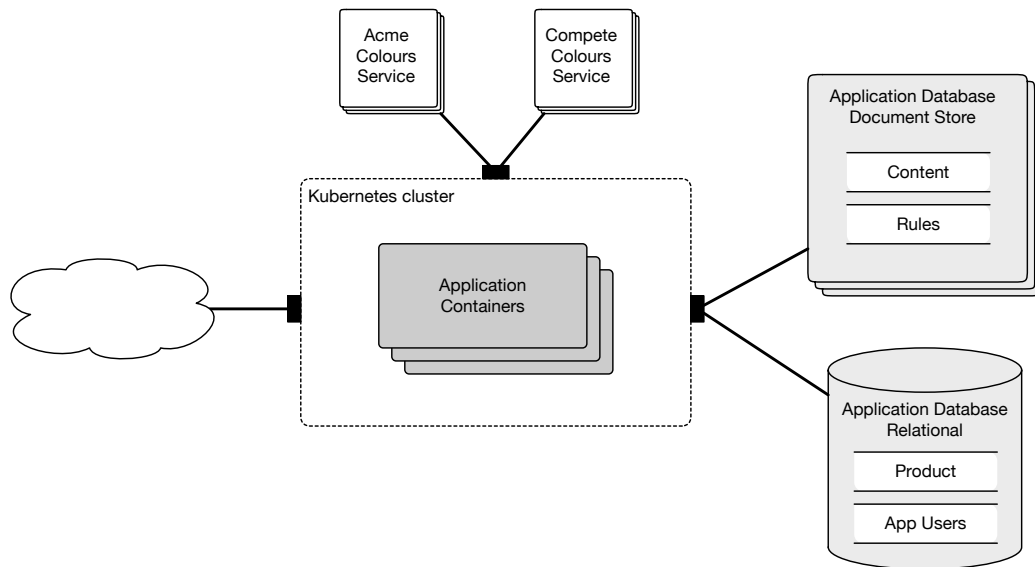 Acme
Colours
Service
Compete
Colours
Service
Application Database
Document Store
Content
Rules
Kubernetes cluster
Application
Containers
Application Database
Relational
Product
App Users